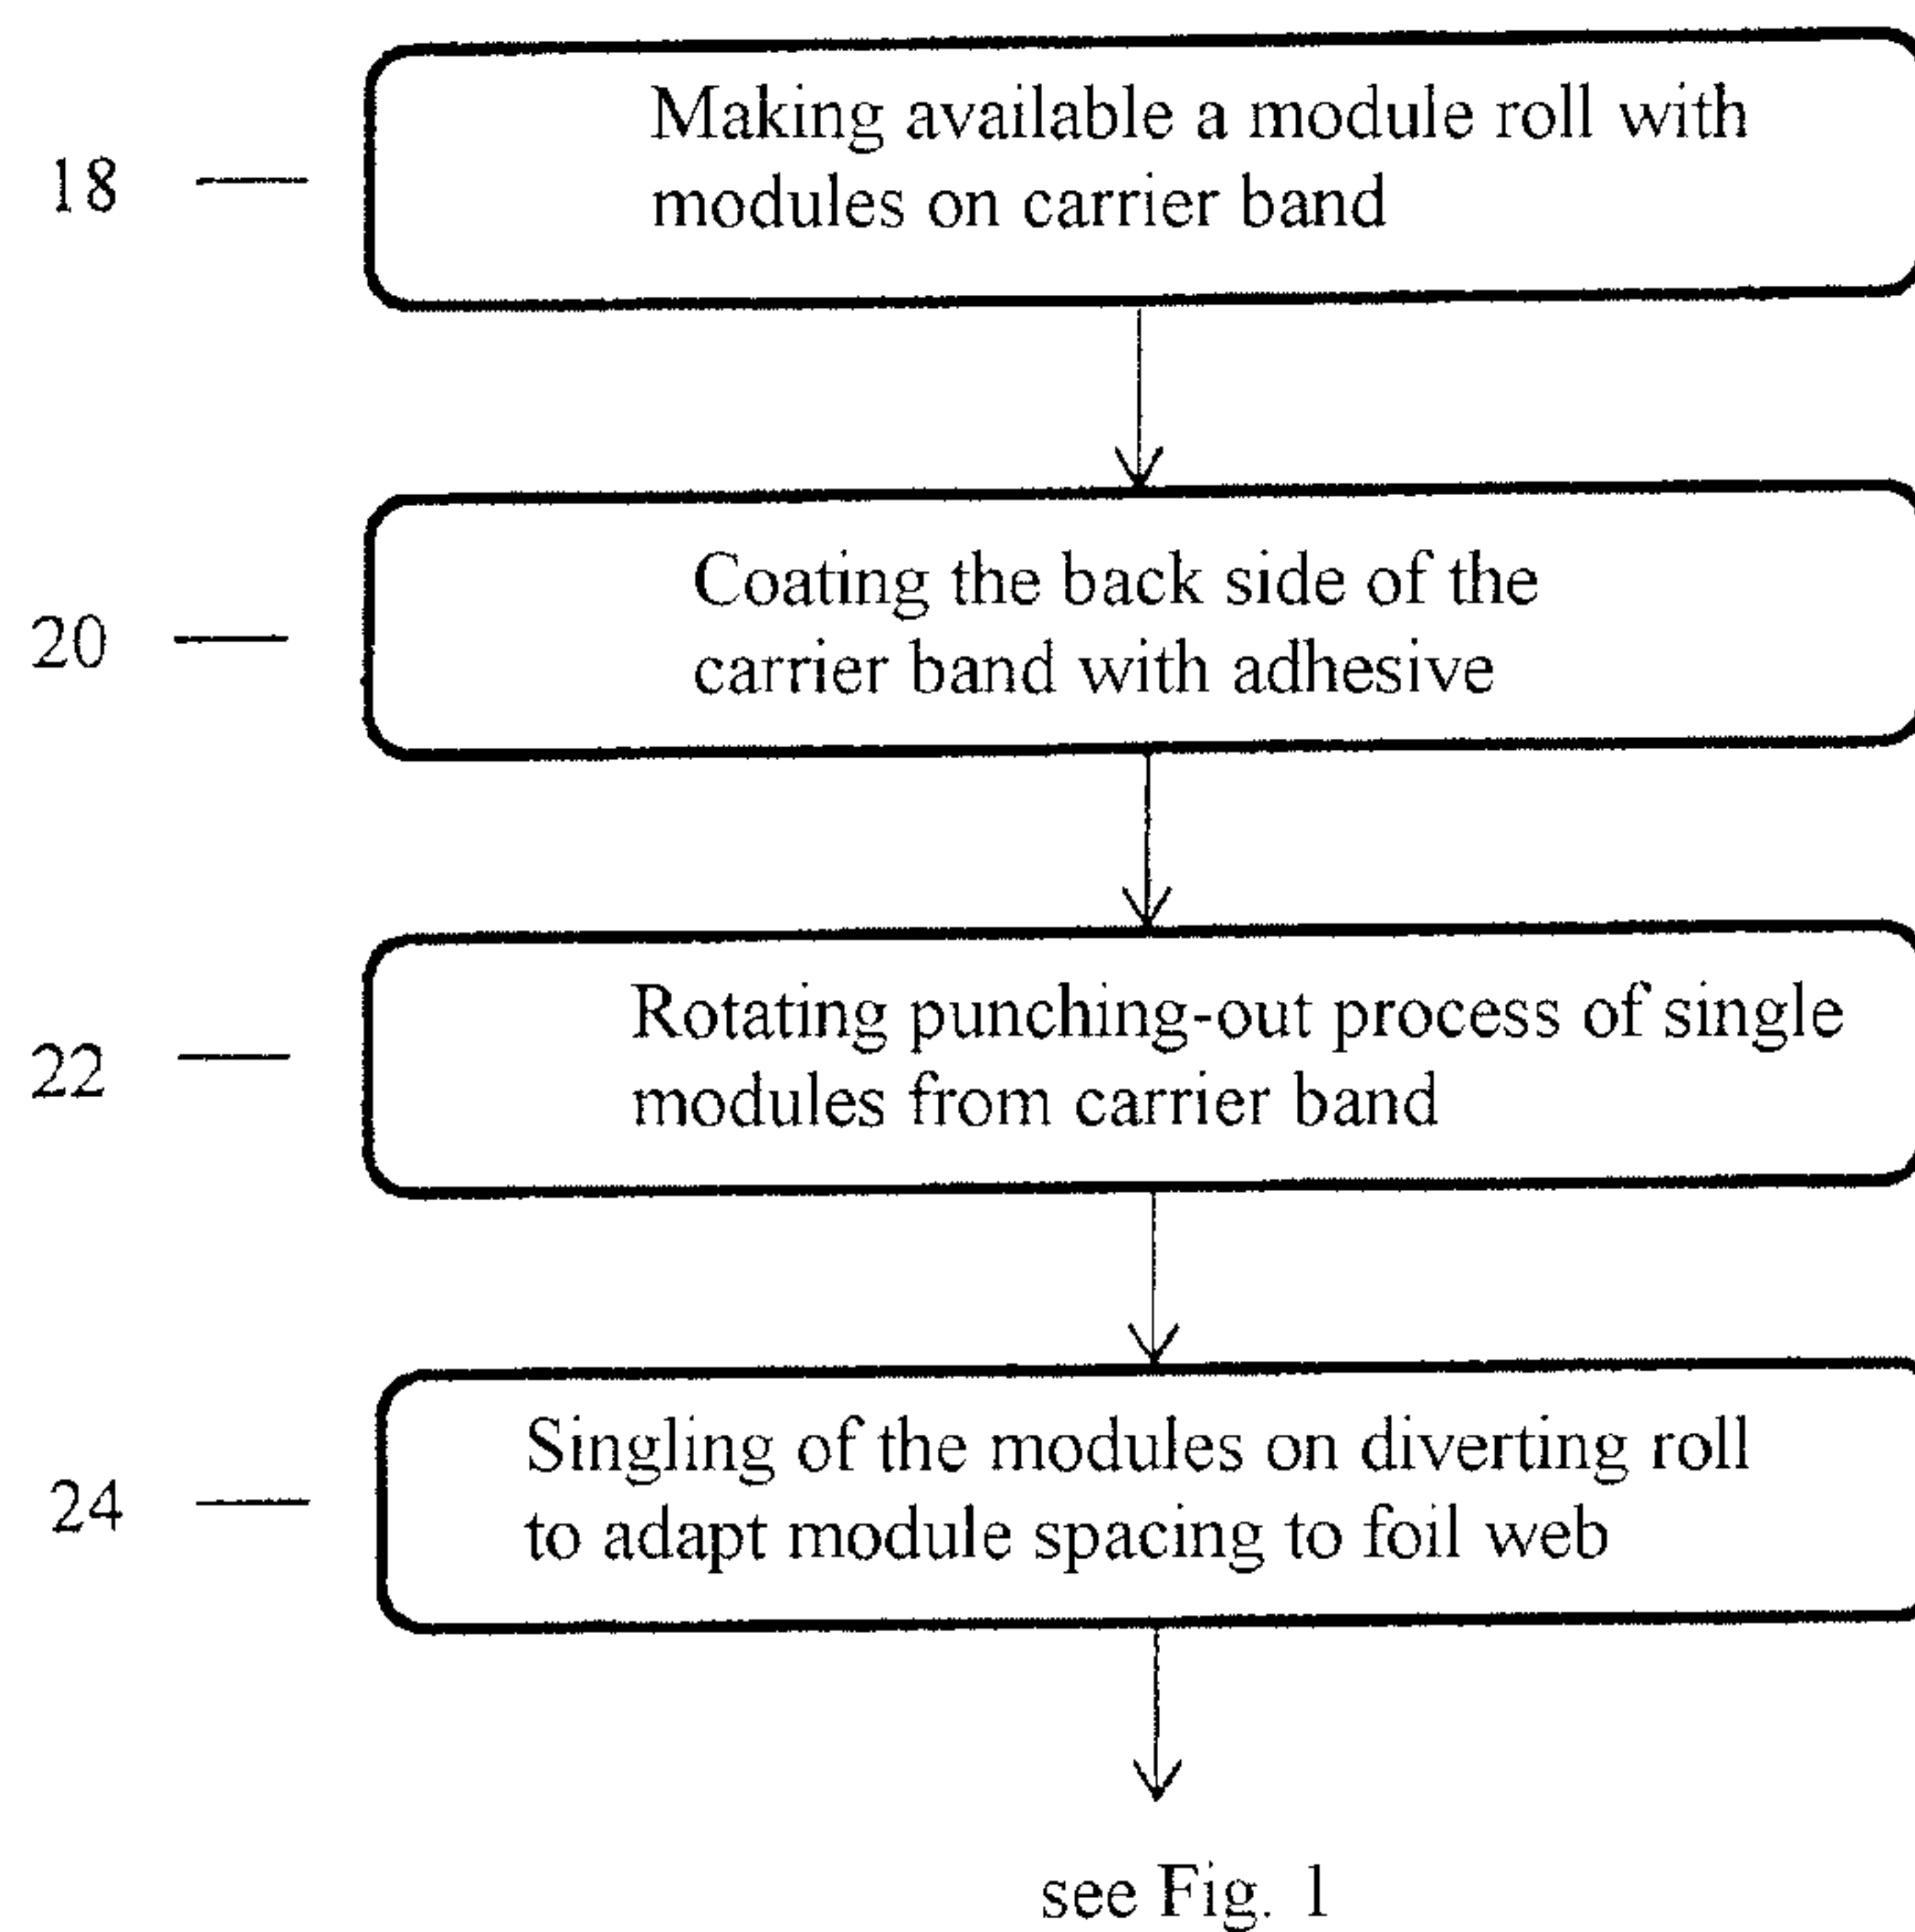 Making available a module roll with
18
modules on carrier band
Coating the back side of the
20
carrier band with adhesive
Rotating punching-out process of single
22
modules from carrier band
Singling of the modules on diverting roll
24
to adapt module spacing to foil web
see Fig. 1